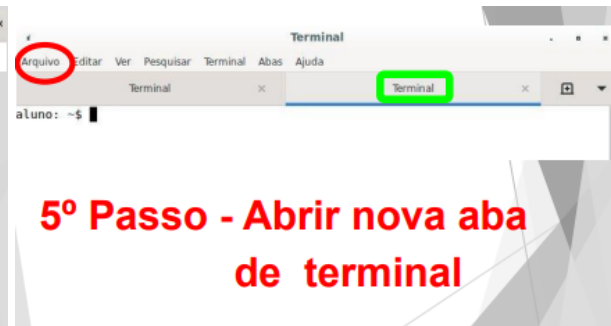 Terminal
Arquivo Editar Ver Pesquisar Terminal Abas Ajuda
Terminal Terminal
aluno: ~$
5º Passo - Abrir nova aba
de terminal